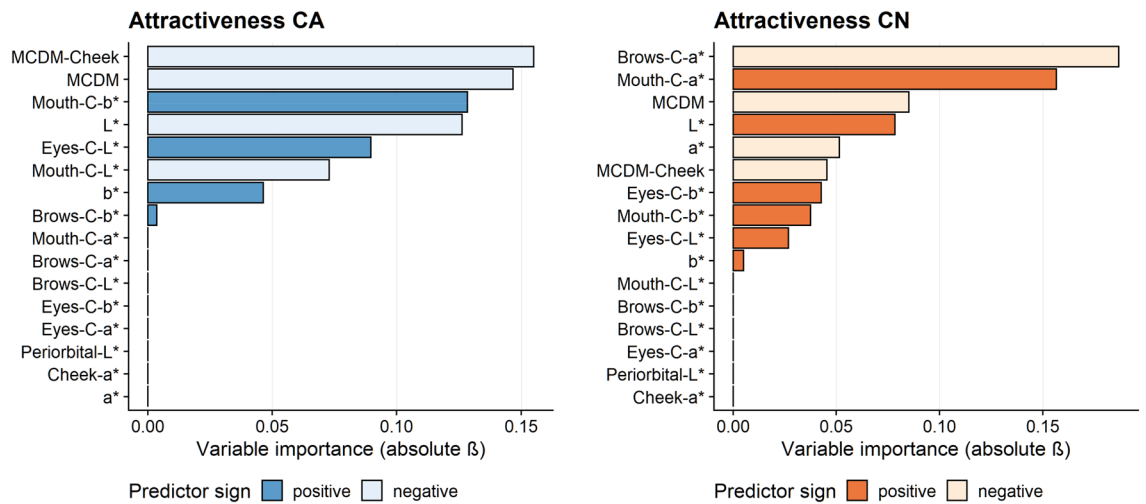 Attractiveness CA
MCDM-Cheek
MCDM
Mouth-C-b*
L*
Eyes-C-L*
Mouth-C-L*
b*
Brows-C-b*
Mouth-C-a*
Brows-C-a*
Brows-C-L*
Eyes-C-b*
Eyes-C-a*
Periorbital-L*
Cheek-a*
a*
0.00 0.05 0.10 0.15
Variable importance (absolute ß)
Predictor sign positive negative
Attractiveness CN
Brows-C-a*
Mouth-C-a*
MCDM
L*
a*
MCDM-Cheek
Eyes-C-b*
Mouth-C-b*
Eyes-C-L*
b*
Mouth-C-L*
Brows-C-b*
Brows-C-L*
Eyes-C-a*
Periorbital-L*
Cheek-a*
0.00 0.05 0.10 0.15
Variable importance (absolute ß)
Predictor sign positive negative